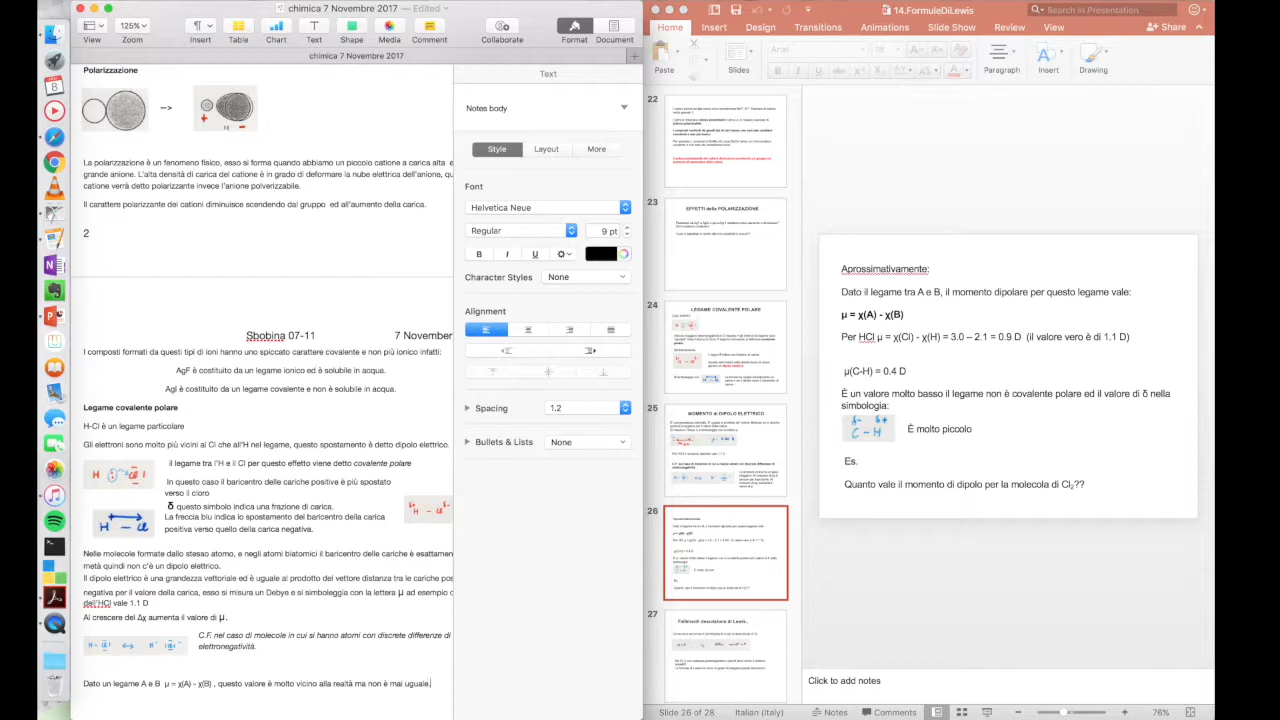 chimica 7 Novembre 2017 — Edited
125%
View
Zoom
Insert
Table
Chart
Text
Shape
Media
Comment
Collaborate
Format
Document
chimica 7 Novembre 2017
Polarizzazione
->
La polarizzazione è un fenomeno fisico, esso si forma quando abbiamo un piccolo catione a carica alta
grande anione. L'alta densità di carica del catione è in grado di deformare la nube elettrica dell'anione, qu
catione verrà detto polarizzante invece l'anione polverizzabile.
Il carattere polarizzante dei cationi diminuisce scendendo dal gruppo ed all'aumento della carica.
2
Sbobina 07-11
7 Novembre
I composti formata da questi tipi di ioni hanno uno spiccato carattere covalente e non più ionico infatti:
AgF è costituito da un legame ionico ed è solubile in acqua.
AgI è costituito da un legame covalente e non è solubile in acqua.
Legame covalente polare
H-Cl è un legame particolare
Gli elettroni sono molto più vicini al Cl che all'H nel legame, questo spostamento è detto dipolo elettrico.
il legame tra l'H e il Cl per questo effetto viene detto covalente polare
In questo caso il baricentro delle cariche positive è più spostato
verso il cloro
δ questo simbolo indica una frazione di carica.
La freccia blu indica lo spostamento del baricentro della carica
positiva verso quello della carica negativa.
Nelle molecole formate dallo stesso atomo, e negli atomi biatomici il baricentro delle cariche è esattamen
metà quindi non c'è un dipolo elettrico.
Il dipolo elettrico è una grandezza vettoriale ed è uguale al prodotto del vettore distanza tra le cariche pos
negativa per il valore della carica, esso si misura un Debye e si simboleggia con la lettera μ ad esempio
dell'HCl vale 1.1 D
Al crescere del Δχ aumenta il valore di μ.
C.F. nel caso di molecole in cui si hanno atomi con discrete differenze di
elettronegatività.
Dato un legame A e B μ = χ(A) - χ(B) , questo valore è molto vicino alla realtà ma non è mai uguale.
Text
Notes body
Style
Layout
More
Font
Helvetica Neue
Regular
9 pt
B
I
U
Character Styles
None
Alignment
Spacing
1.2
Bullets & Lists
None
14.FormuleDiLewis
Search in Presentation
Home
Insert
Design
Transitions
Animations
Review
View
Share
Paste
Slides
Arial
Paragraph
Insert
Drawing
22
23
EFFETTI della POLARIZZAZIONE
24
LEGAME COVALENTE POLARE
25
MOMENTO di DIPOLO ELETTRICO
26
27
Fallimenti descrizione di Lewis..
Aprossimativamente:
Dato il legame tra A e B, il momento dipolare per questo legame vale:
μ = χ(A) - χ(B)
Per HCl μ = χ(Cl) - χ(H) = 3.0 – 2.1 = 0.9 D (il valore vero è di 1.1 D)
μ(C-H) = 0.4 D
È un valore molto basso il legame non è covalente polare ed il valore di δ nella
simbologia:
È molto piccolo
Es.
Quanto vale il momento di dipolo per la molecola di Cl2??
Click to add notes
Slide 26 of 28
Italian (Italy)
Notes
Comments
76%